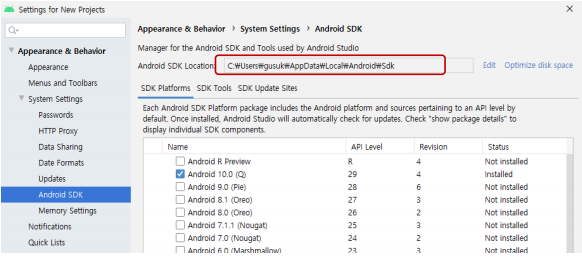 Settings for New Projects
Appearance & Behavior
Appearance
Menus and Toolbars
System Settings
Passwords
HTTP Proxy
Data Sharing
Date Formats
Updates
Android SDK
Memory Settings
Notifications
Quick Lists
Appearance & Behavior › System Settings › Android SDK
Manager for the Android SDK and Tools used by Android Studio
Android SDK Location: C:₩Users₩gusuk₩AppData₩Local₩Android₩Sdk Edit Optimize disk space
SDK Platforms SDK Tools SDK Update Sites
Each Android SDK Platform package includes the Android platform and sources pertaining to an API level by
default. Once installed, Android Studio will automatically check for updates. Check "show package details" to
display individual SDK components.
Name API Level Revision Status
Android R Preview R 4 Not installed
Android 10.0 (Q) 29 4 Installed
Android 9.0 (Pie) 28 6 Not installed
Android 8.1 (Oreo) 27 3 Not installed
Android 8.0 (Oreo) 26 2 Not installed
Android 7.1.1 (Nougat) 25 3 Not installed
Android 7.0 (Nougat) 24 2 Not installed
Android 6.0 (Marshmallow) 23 3 Not installed